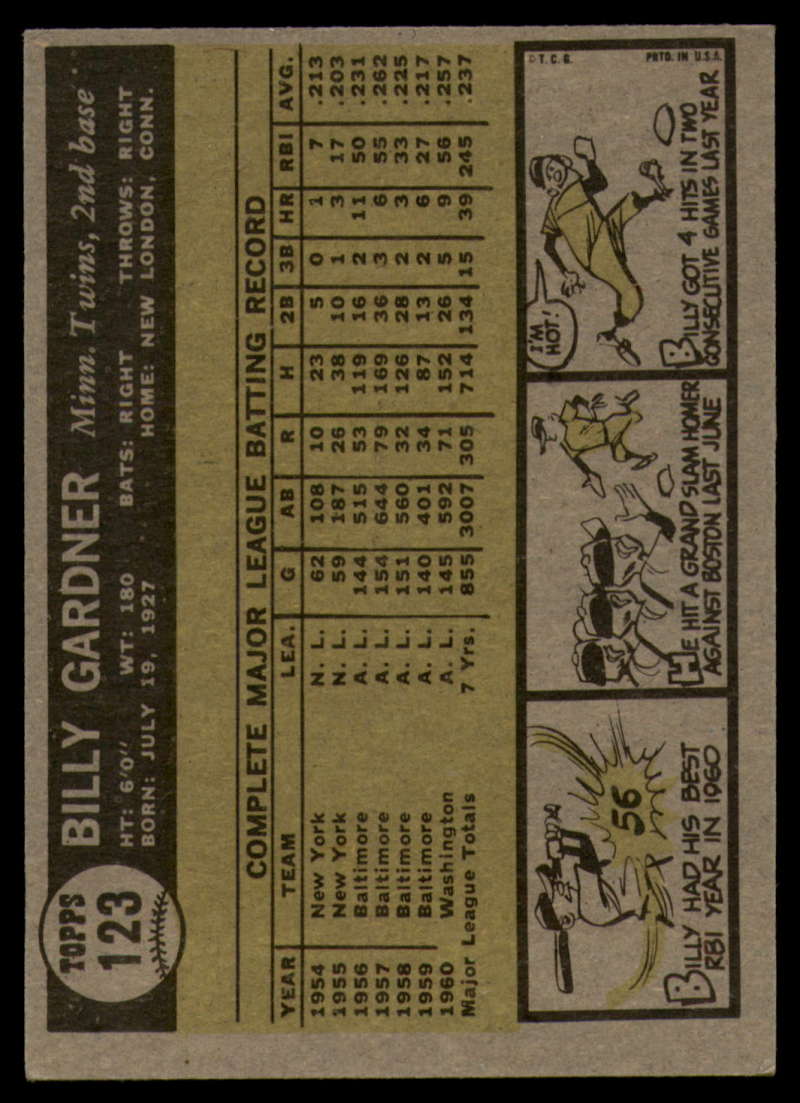 TOPPS
123
BILLY GARDNER Minn. Twins, 2nd base
HT: 6'0" WT: 180 BATS: RIGHT THROWS: RIGHT
BORN: JULY 19, 1927 HOME: NEW LONDON, CONN.
COMPLETE MAJOR LEAGUE BATTING RECORD
YEAR TEAM LEA. G AB R H 2B 3B HR RBI AVG.
1954 New York N. L. 62 108 10 23 5 0 1 7 .213
1955 New York N. L. 59 187 26 38 10 1 3 17 .203
1956 Baltimore A. L. 144 515 53 119 16 2 11 50 .231
1957 Baltimore A. L. 154 644 79 169 36 3 6 55 .262
1958 Baltimore A. L. 151 560 32 126 28 2 3 33 .225
1959 Baltimore A. L. 140 401 34 87 13 2 6 27 .217
1960 Washington A. L. 145 592 71 152 26 5 9 56 .257
Major League Totals 7 Yrs. 855 3007 305 714 134 15 39 245 .237
56
BILLY HAD HIS BEST
RBI YEAR IN 1960
HE HIT A GRAND SLAM HOMER
AGAINST BOSTON LAST JUNE
© T. C. G. PRTD. IN U.S.A.
I'M
HOT!
BILLY GOT 4 HITS IN TWO
CONSECUTIVE GAMES LAST YEAR